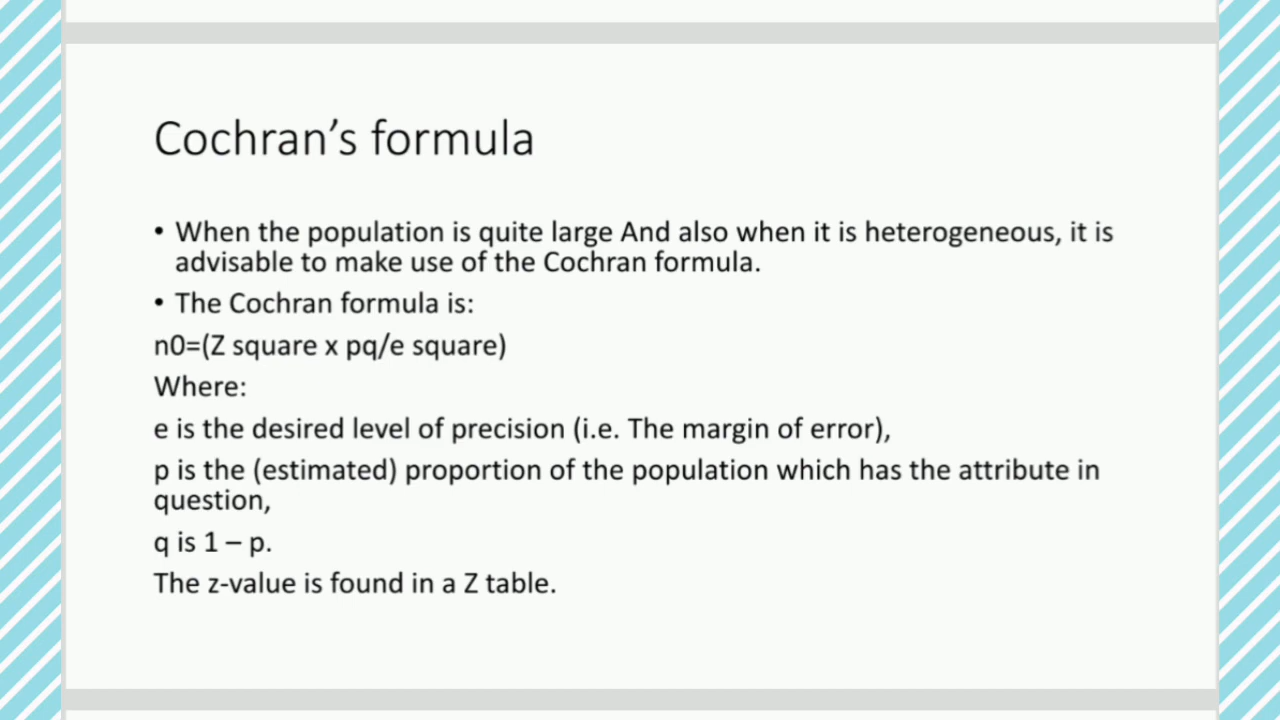 Cochran’s formula
• When the population is quite large And also when it is heterogeneous, it is
advisable to make use of the Cochran formula.
• The Cochran formula is:
n0=(Z square x pq/e square)
Where:
e is the desired level of precision (i.e. The margin of error),
p is the (estimated) proportion of the population which has the attribute in
question,
q is 1 – p.
The z-value is found in a Z table.